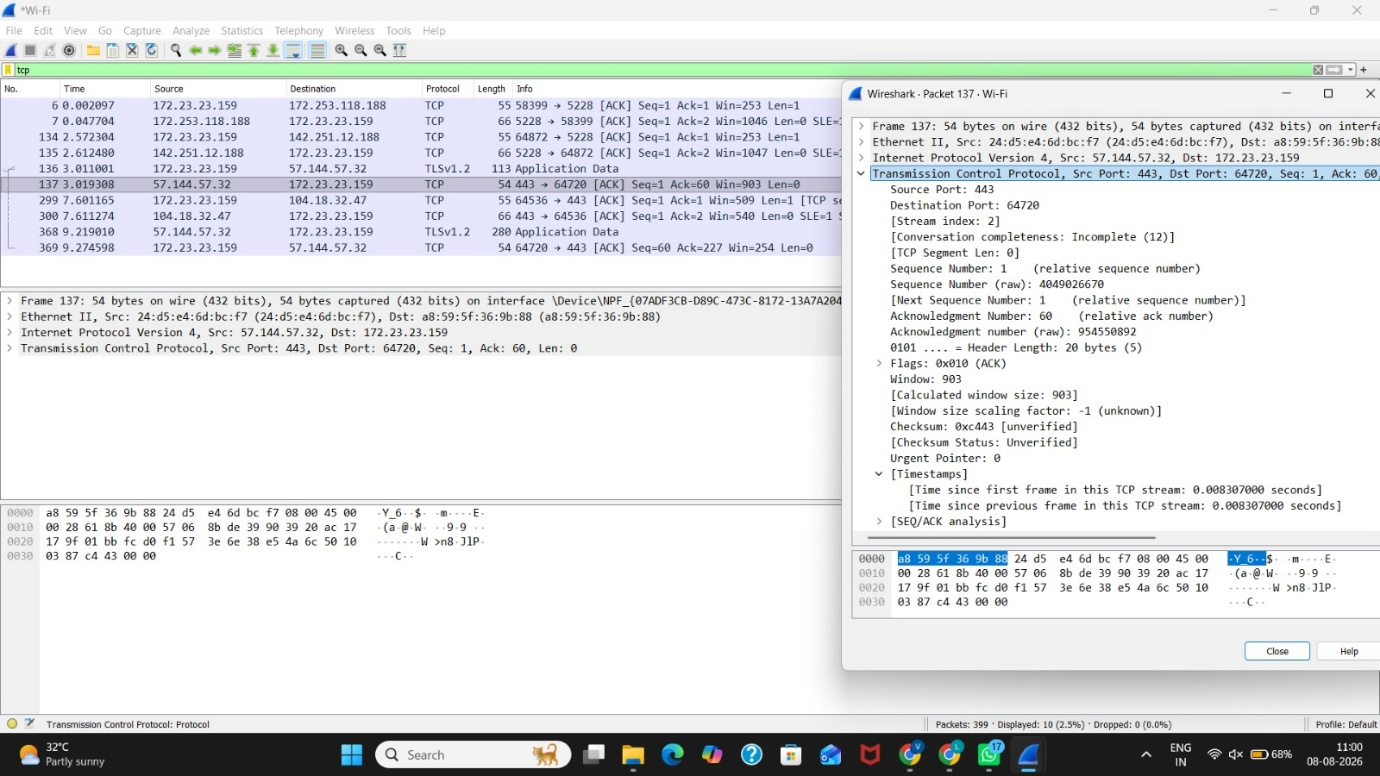 *Wi-Fi
File Edit View Go Capture Analyze Statistics Telephony Wireless Tools Help
tcp
No. Time Source Destination Protocol Length Info
6 0.002097 172.23.23.159 172.253.118.188 TCP 55 58399 → 5228 [ACK] Seq=1 Ack=1 Win=253 Len=1
7 0.047704 172.253.118.188 172.23.23.159 TCP 66 5228 → 58399 [ACK] Seq=1 Ack=2 Win=1046 Len=0 SLE=1
134 2.572304 172.23.23.159 142.251.12.188 TCP 55 64872 → 5228 [ACK] Seq=1 Ack=1 Win=253 Len=1
135 2.612480 142.251.12.188 172.23.23.159 TCP 66 5228 → 64872 [ACK] Seq=1 Ack=2 Win=1047 Len=0 SLE=1
136 3.011001 172.23.23.159 57.144.57.32 TLSv1.2 113 Application Data
137 3.019308 57.144.57.32 172.23.23.159 TCP 54 443 → 64720 [ACK] Seq=1 Ack=60 Win=903 Len=0
299 7.601165 172.23.23.159 104.18.32.47 TCP 55 64536 → 443 [ACK] Seq=1 Ack=1 Win=509 Len=1 [TCP se
300 7.611274 104.18.32.47 172.23.23.159 TCP 66 443 → 64536 [ACK] Seq=1 Ack=2 Win=540 Len=0 SLE=1 S
368 9.219010 57.144.57.32 172.23.23.159 TLSv1.2 280 Application Data
369 9.274598 172.23.23.159 57.144.57.32 TCP 54 64720 → 443 [ACK] Seq=60 Ack=227 Win=254 Len=0
Frame 137: 54 bytes on wire (432 bits), 54 bytes captured (432 bits) on interface \Device\NPF_{07ADF3CB-D89C-473C-8172-13A7A204
Ethernet II, Src: 24:d5:e4:6d:bc:f7 (24:d5:e4:6d:bc:f7), Dst: a8:59:5f:36:9b:88 (a8:59:5f:36:9b:88)
Internet Protocol Version 4, Src: 57.144.57.32, Dst: 172.23.23.159
Transmission Control Protocol, Src Port: 443, Dst Port: 64720, Seq: 1, Ack: 60, Len: 0
0000 a8 59 5f 36 9b 88 24 d5 e4 6d bc f7 08 00 45 00 ·Y_6··$· ·m····E·
0010 00 28 61 8b 40 00 57 06 8b de 39 90 39 20 ac 17 ·(a·@·W· ··9·9 ··
0020 17 9f 01 bb fc d0 f1 57 3e 6e 38 e5 4a 6c 50 10 ·······W >n8·JlP·
0030 03 87 c4 43 00 00 ···C··
Wireshark · Packet 137 · Wi-Fi
Frame 137: 54 bytes on wire (432 bits), 54 bytes captured (432 bits) on interfa
Ethernet II, Src: 24:d5:e4:6d:bc:f7 (24:d5:e4:6d:bc:f7), Dst: a8:59:5f:36:9b:88
Internet Protocol Version 4, Src: 57.144.57.32, Dst: 172.23.23.159
Transmission Control Protocol, Src Port: 443, Dst Port: 64720, Seq: 1, Ack: 60,
Source Port: 443
Destination Port: 64720
[Stream index: 2]
[Conversation completeness: Incomplete (12)]
[TCP Segment Len: 0]
Sequence Number: 1 (relative sequence number)
Sequence Number (raw): 4049026670
[Next Sequence Number: 1 (relative sequence number)]
Acknowledgment Number: 60 (relative ack number)
Acknowledgment number (raw): 954550892
0101 .... = Header Length: 20 bytes (5)
Flags: 0x010 (ACK)
Window: 903
[Calculated window size: 903]
[Window size scaling factor: -1 (unknown)]
Checksum: 0xc443 [unverified]
[Checksum Status: Unverified]
Urgent Pointer: 0
[Timestamps]
[Time since first frame in this TCP stream: 0.008307000 seconds]
[Time since previous frame in this TCP stream: 0.008307000 seconds]
[SEQ/ACK analysis]
0000 a8 59 5f 36 9b 88 24 d5 e4 6d bc f7 08 00 45 00 ·Y_6··$· ·m····E·
0010 00 28 61 8b 40 00 57 06 8b de 39 90 39 20 ac 17 ·(a·@·W· ··9·9 ··
0020 17 9f 01 bb fc d0 f1 57 3e 6e 38 e5 4a 6c 50 10 ·······W >n8·JlP·
0030 03 87 c4 43 00 00 ···C··
Close Help
Transmission Control Protocol: Protocol
Packets: 399 · Displayed: 10 (2.5%) · Dropped: 0 (0.0%)
Profile: Default
32°C
Partly sunny
Search
V
L
17
ENG
IN
68%
11:00
08-08-2026